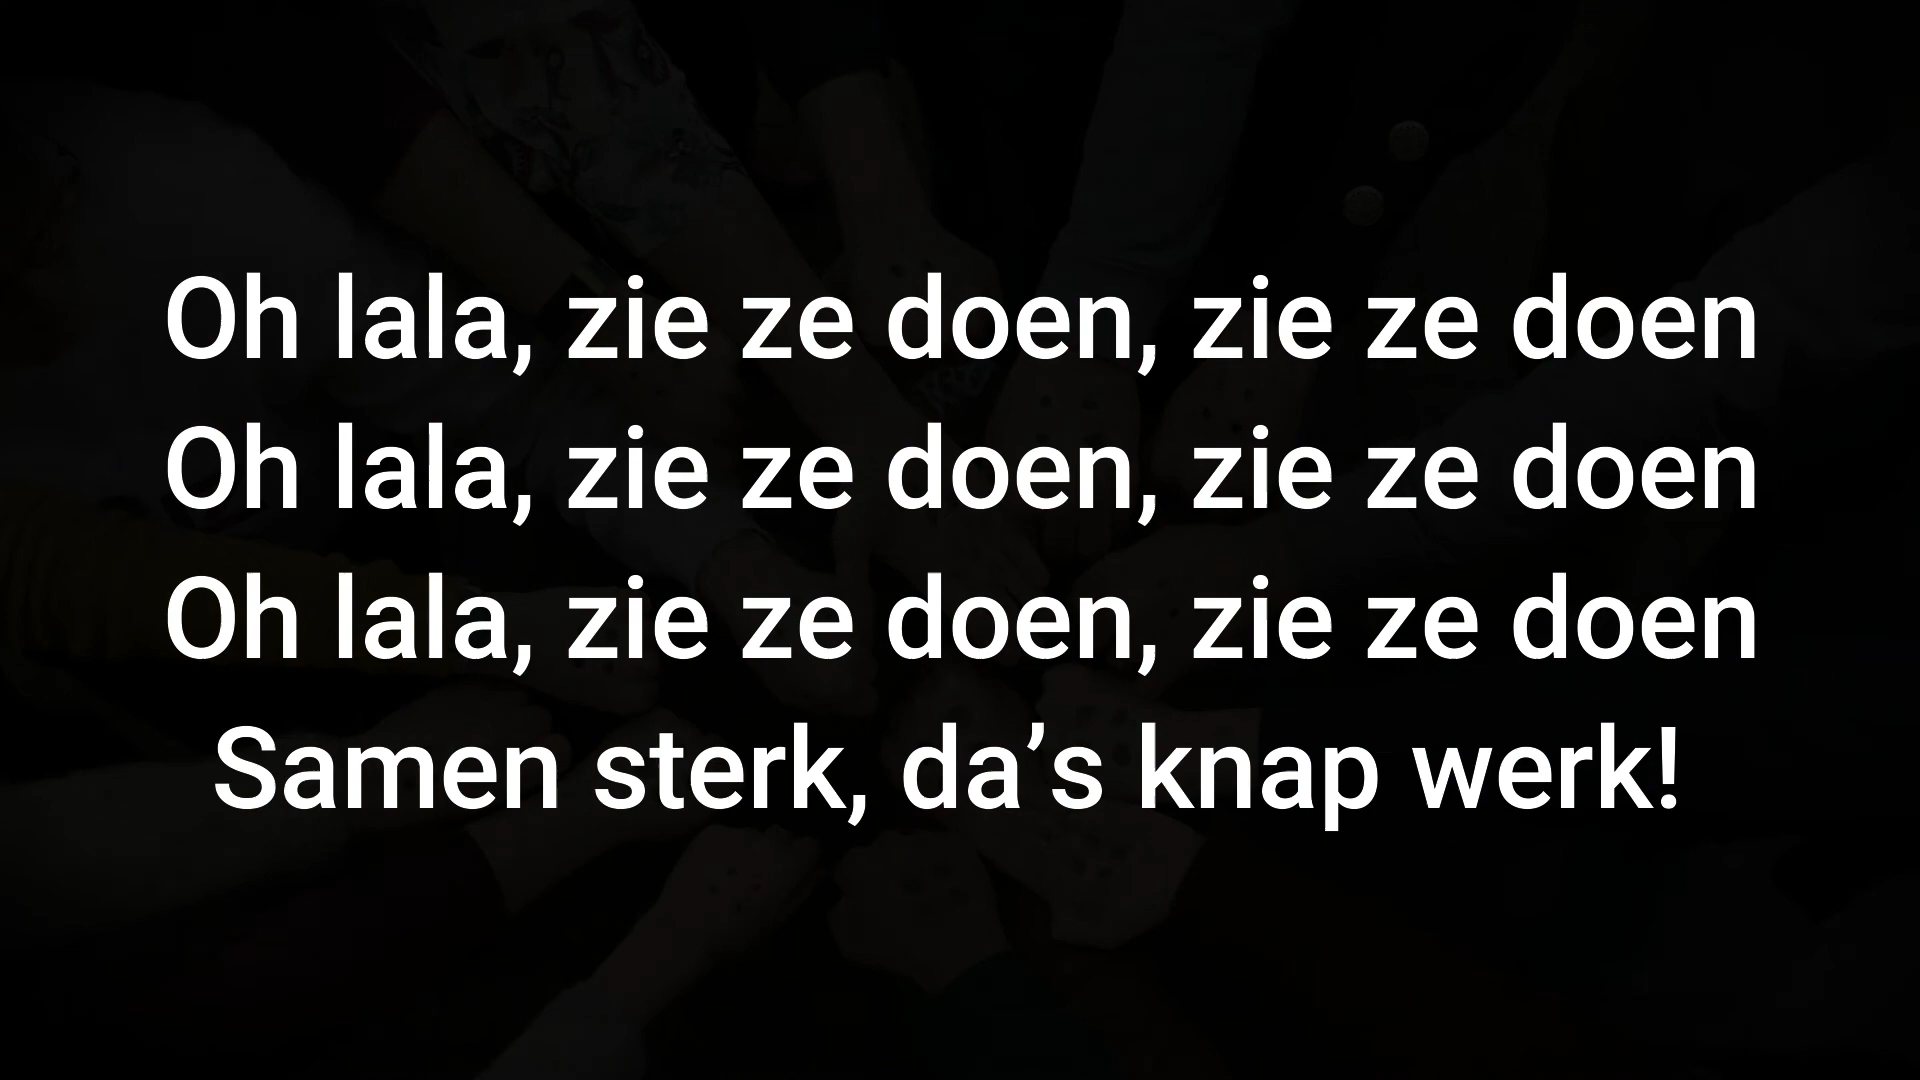 Oh lala, zie ze doen, zie ze doen
Oh lala, zie ze doen, zie ze doen
Oh lala, zie ze doen, zie ze doen
Samen sterk, da’s knap werk!